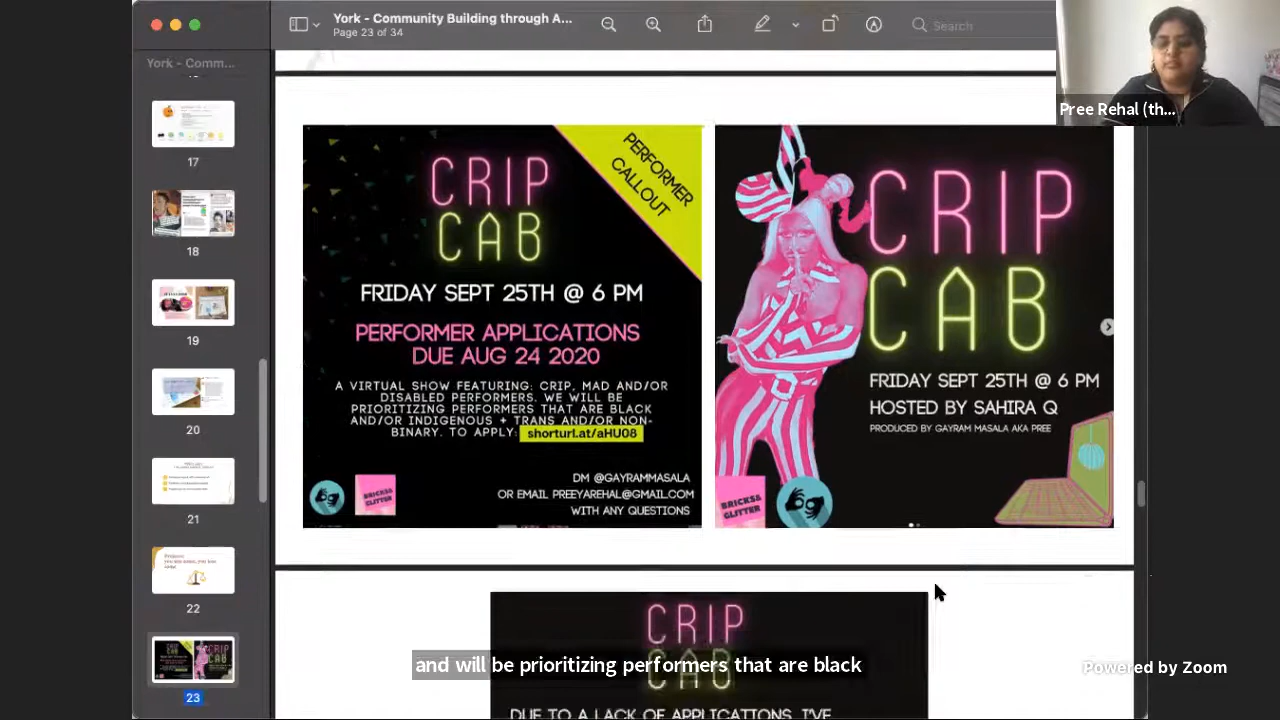 York - Community Building through A...
Page 23 of 34
Search
York - Comm...
Pree Rehal (th...
17
18
19
20
21
22
23
PERFORMER
CALLOUT
CRIP
CAB
FRIDAY SEPT 25TH @ 6 PM
PERFORMER APPLICATIONS
DUE AUG 24 2020
A VIRTUAL SHOW FEATURING: CRIP, MAD AND/OR
DISABLED PERFORMERS. WE WILL BE
PRIORITIZING PERFORMERS THAT ARE BLACK
AND/OR INDIGENOUS + TRANS AND/OR NON-
BINARY. TO APPLY: shorturl.at/aHU08
DM @GAYRAMMASALA
OR EMAIL PREEYAREHAL@GMAIL.COM
WITH ANY QUESTIONS
BRICKS&
GLITTER
CRIP
CAB
FRIDAY SEPT 25TH @ 6 PM
HOSTED BY SAHIRA Q
PRODUCED BY GAYRAM MASALA AKA PREE
BRICKS&
GLITTER
CRIP
CAB
and will be prioritizing performers that are black
DUE TO A LACK OF APPLICATIONS, I'VE
Powered by Zoom